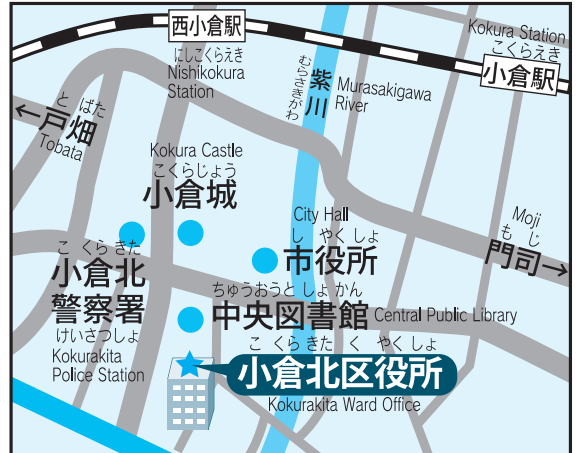 西小倉駅
にしこくらえき
Nishikokura
Station
Kokura Station
こくらえき
小倉駅
むらさきがわ
紫川
Murasakigawa
River
と ばた
←戸畑
Tobata
Kokura Castle
こくらじょう
小倉城
City Hall
し やくしょ
市役所
Moji
もじ
門司→
こ くら きた
小倉北
警察署
けいさつしょ
Kokurakita
Police Station
ちゅうおうとしょかん
中央図書館
Central Public Library
こ くら きた く やくしょ
小倉北区役所
Kokurakita Ward Office